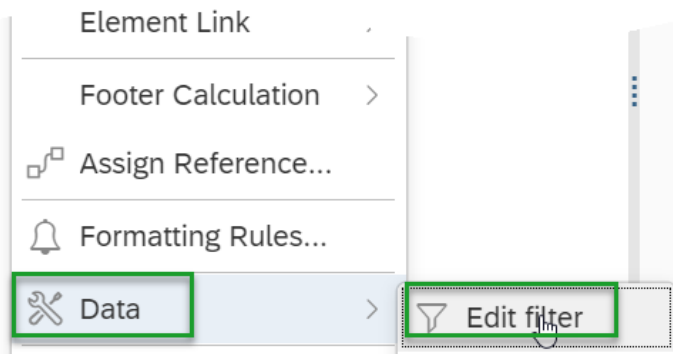 Element Link
Footer Calculation
Assign Reference...
Formatting Rules...
Data
Edit filter